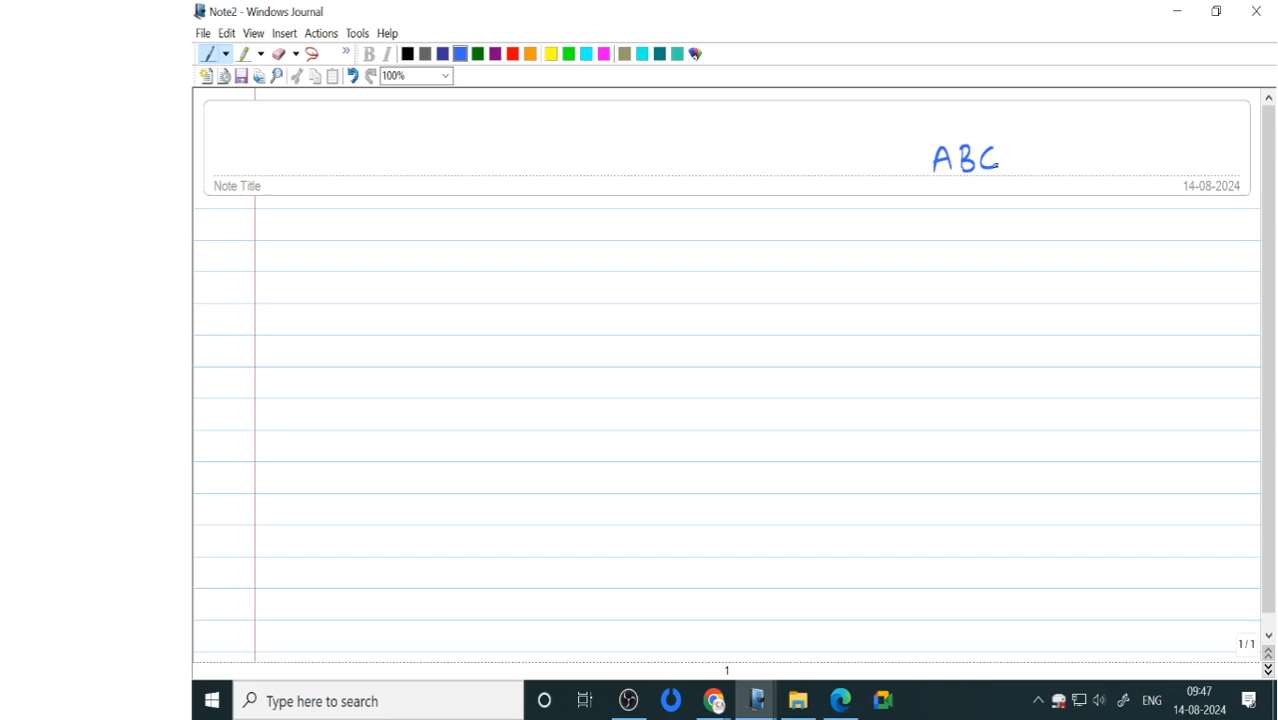 Note2 - Windows Journal
File Edit View Insert Actions Tools Help
» B I
100%
ABC
Note Title
14-08-2024
1 / 1
1
Type here to search
ENG
09:47
14-08-2024